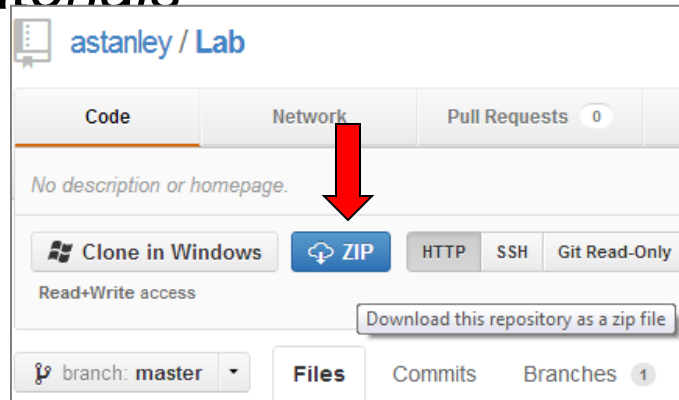 astanley / Lab
Code Network Pull Requests 0
No description or homepage.
Clone in Windows ZIP HTTP SSH Git Read-Only
Read+Write access
Download this repository as a zip file
branch: master Files Commits Branches 1